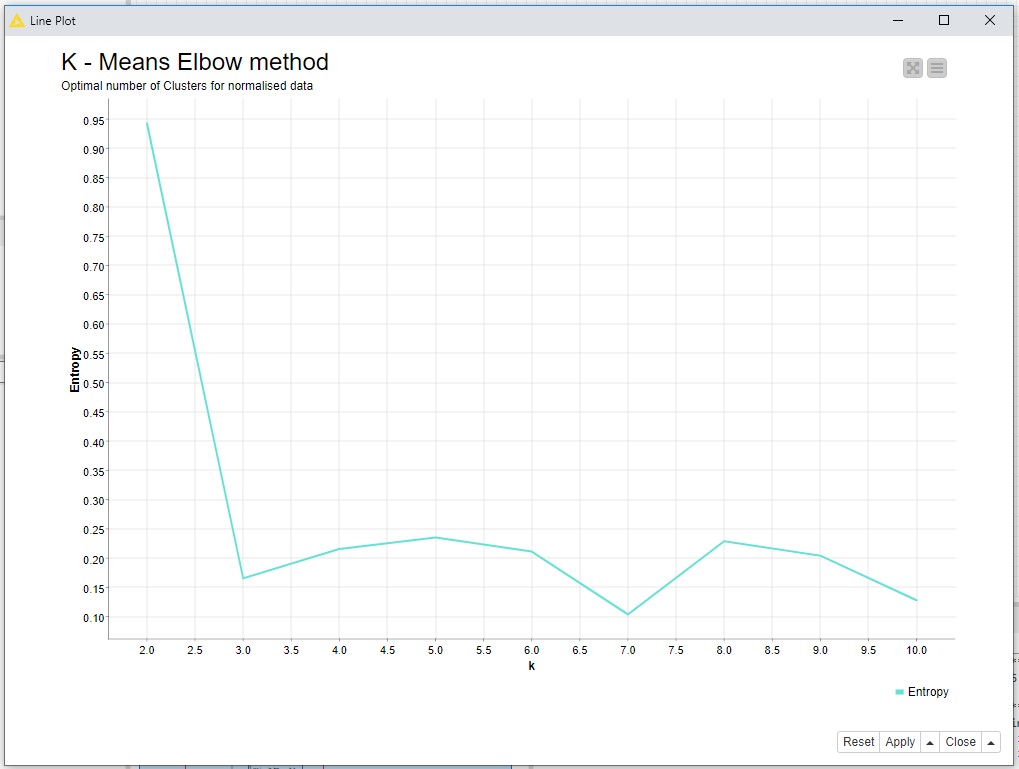 Line Plot
K - Means Elbow method
Optimal number of Clusters for normalised data
0.95
0.90
0.85
0.80
0.75
0.70
0.65
0.60
0.55
0.50
0.45
0.40
0.35
0.30
0.25
0.20
0.15
0.10
Entropy
2.0 2.5 3.0 3.5 4.0 4.5 5.0 5.5 6.0 6.5 7.0 7.5 8.0 8.5 9.0 9.5 10.0
k
Entropy
Reset Apply Close